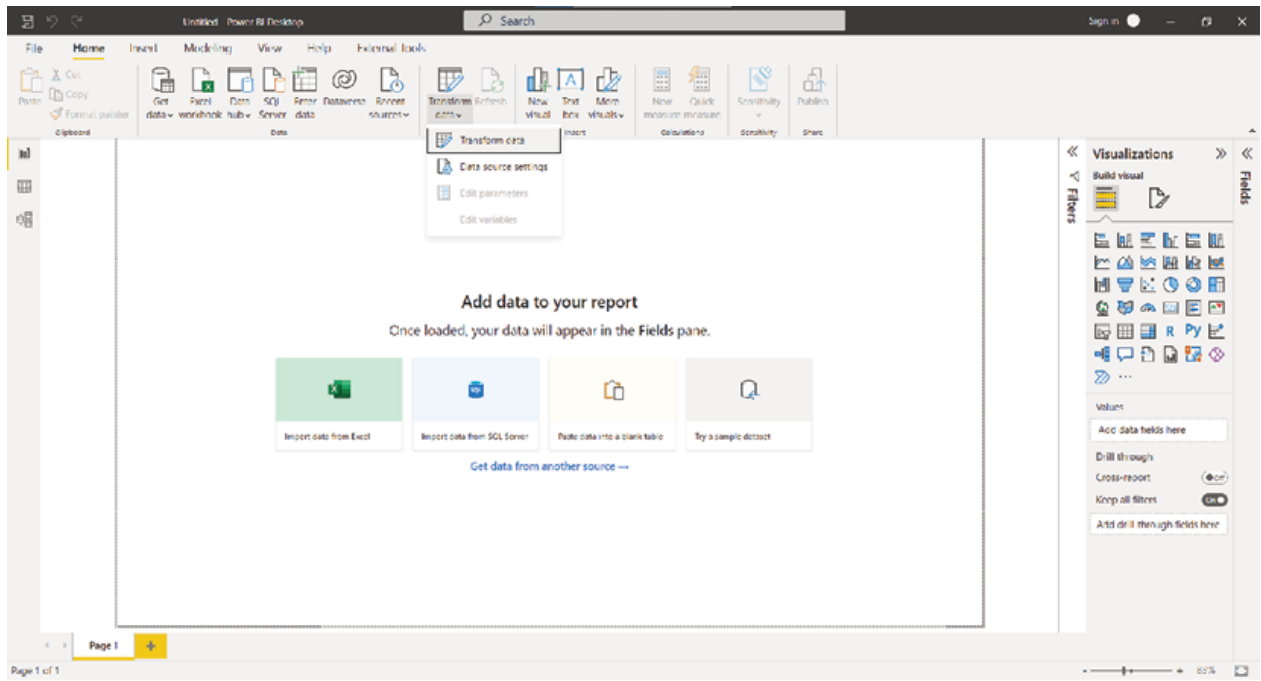 Untitled - Power BI Desktop
Search
Sign in
File Home Insert Modeling View Help External Tools
Paste
Cut
Copy
Format painter
Clipboard
Get data
Excel workbook
Data hub
SQL Server
Enter data
Dataverse
Recent sources
Data
Transform data
Refresh
New visual
Text box
More visuals
Insert
New measure
Quick measure
Calculations
Sensitivity
Sensitivity
Publish
Share
Transform data
Data source settings
Edit parameters
Edit variables
Add data to your report
Once loaded, your data will appear in the Fields pane.
Import data from Excel
SQL
Import data from SQL Server
Paste data into a blank table
Try a sample dataset
Get data from another source →
Filters
Visualizations
Build visual
R
Py
Values
Add data fields here
Drill through
Cross-report
Off
Keep all filters
On
Add drill-through fields here
Fields
Page 1
Page 1 of 1